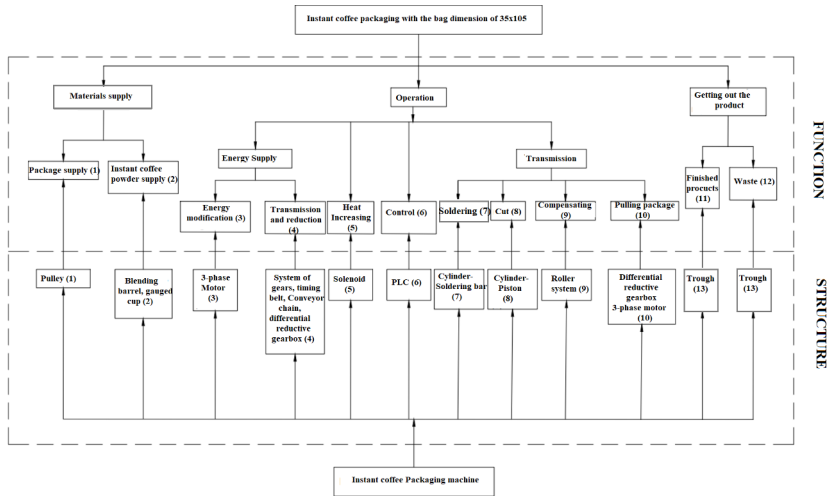 Instant coffee packaging with the bag dimension of 35x105
Materials supply
Operation
Getting out the
product
FUNCTION
Package supply (1)
Instant coffee
powder supply (2)
Energy Supply
Transmission
Finished
procucts
(11)
Waste (12)
Energy
modification (3)
Transmission
and reduction
(4)
Heat
Increasing
(5)
Control (6)
Soldering (7)
Cut (8)
Compensating
(9)
Pulling package
(10)
Pulley (1)
Blending
barrel, gauged
cup (2)
3-phase
Motor
(3)
System of
gears, timing
belt, Conveyor
chain,
differential
reductive
gearbox (4)
Solenoid
(5)
PLC (6)
Cylinder-
Soldering bar
(7)
Cylinder-
Piston
(8)
Roller
system (9)
Differential
reductive
gearbox
3-phase motor
(10)
Trough
(13)
Trough
(13)
STRUCTURE
Instant coffee Packaging machine